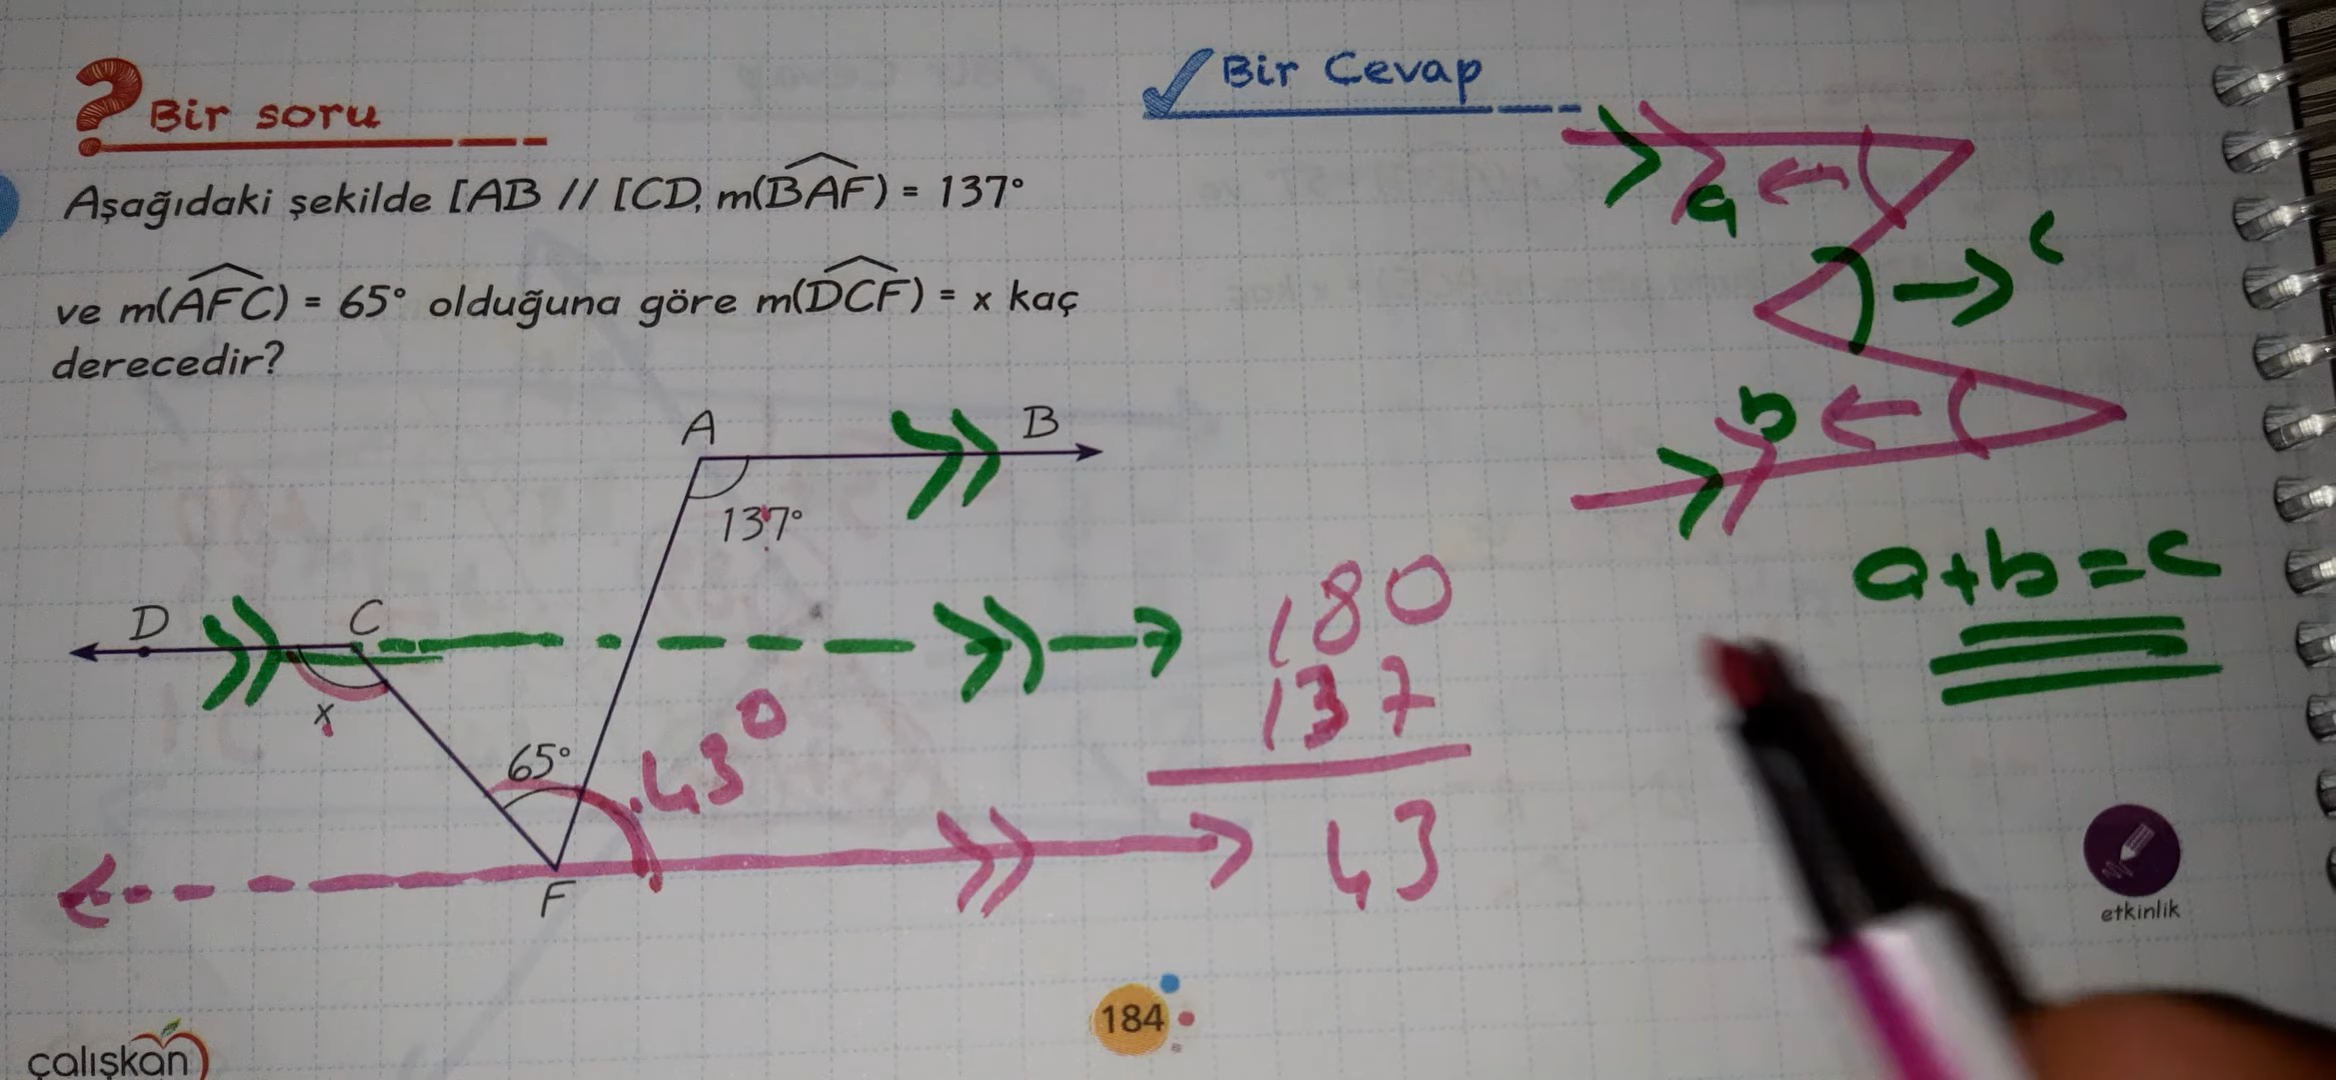 ? Bir soru
✓ Bir Cevap
Aşağıdaki şekilde [AB // [CD, m(BAF) = 137°
ve m(AFC) = 65° olduğuna göre m(DCF) = x kaç
derecedir?
a
c
b
a+b=c
A
B
137°
D
C
x
65°
43°
F
180
137
43
etkinlik
184
çalışkan